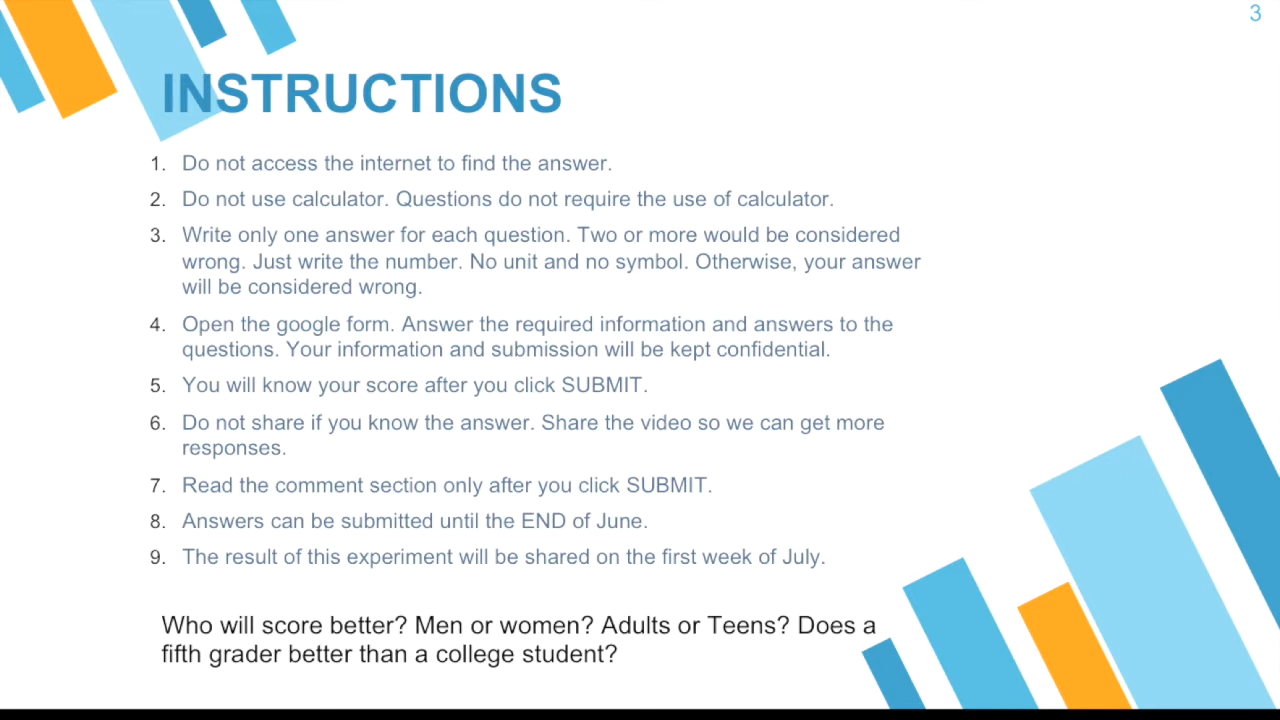 3
INSTRUCTIONS
1. Do not access the internet to find the answer.
2. Do not use calculator. Questions do not require the use of calculator.
3. Write only one answer for each question. Two or more would be considered
wrong. Just write the number. No unit and no symbol. Otherwise, your answer
will be considered wrong.
4. Open the google form. Answer the required information and answers to the
questions. Your information and submission will be kept confidential.
5. You will know your score after you click SUBMIT.
6. Do not share if you know the answer. Share the video so we can get more
responses.
7. Read the comment section only after you click SUBMIT.
8. Answers can be submitted until the END of June.
9. The result of this experiment will be shared on the first week of July.
Who will score better? Men or women? Adults or Teens? Does a
fifth grader better than a college student?